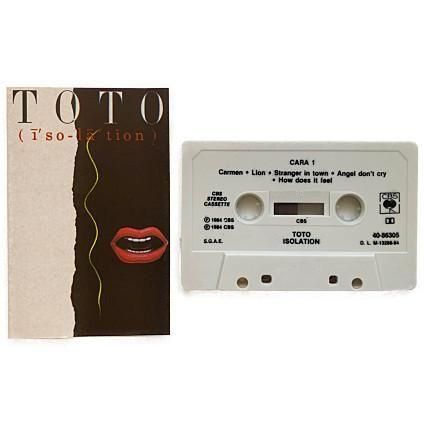 TOTO
(ī'so-lā'tion)
CARA 1
Carmen • Lion • Stranger in town • Angel don't cry
• How does it feel
CBS
STEREO
CASSETTE
CBS
℗ 1984 CBS
© 1984 CBS
S.G.A.E.
TOTO
ISOLATION
40-86305
D. L. M-13286-84